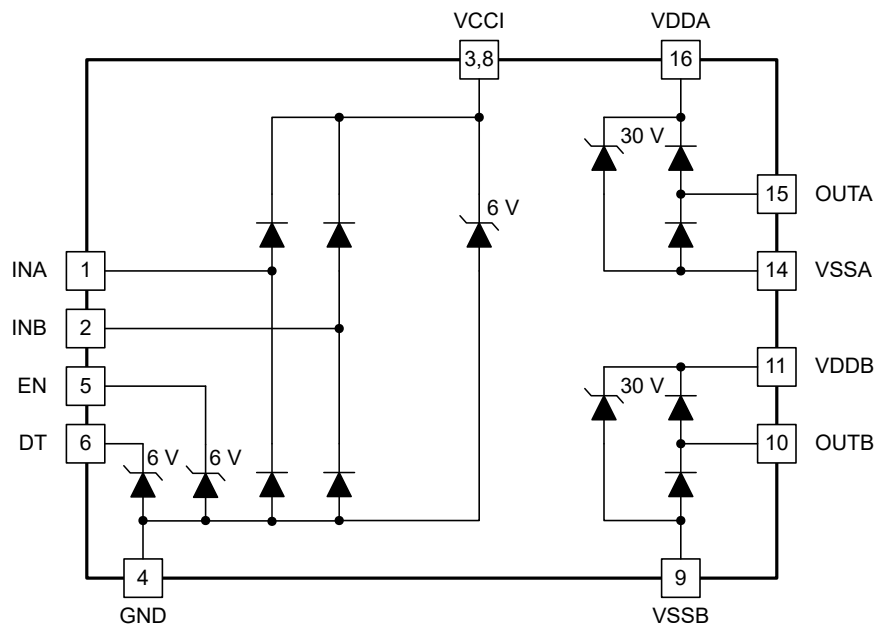 VCCI
VDDA
3,8
16
30 V
15 OUTA
6 V
INA 1
14 VSSA
INB 2
11 VDDB
EN 5
30 V
DT 6
10 OUTB
6 V
6 V
4
9
GND
VSSB